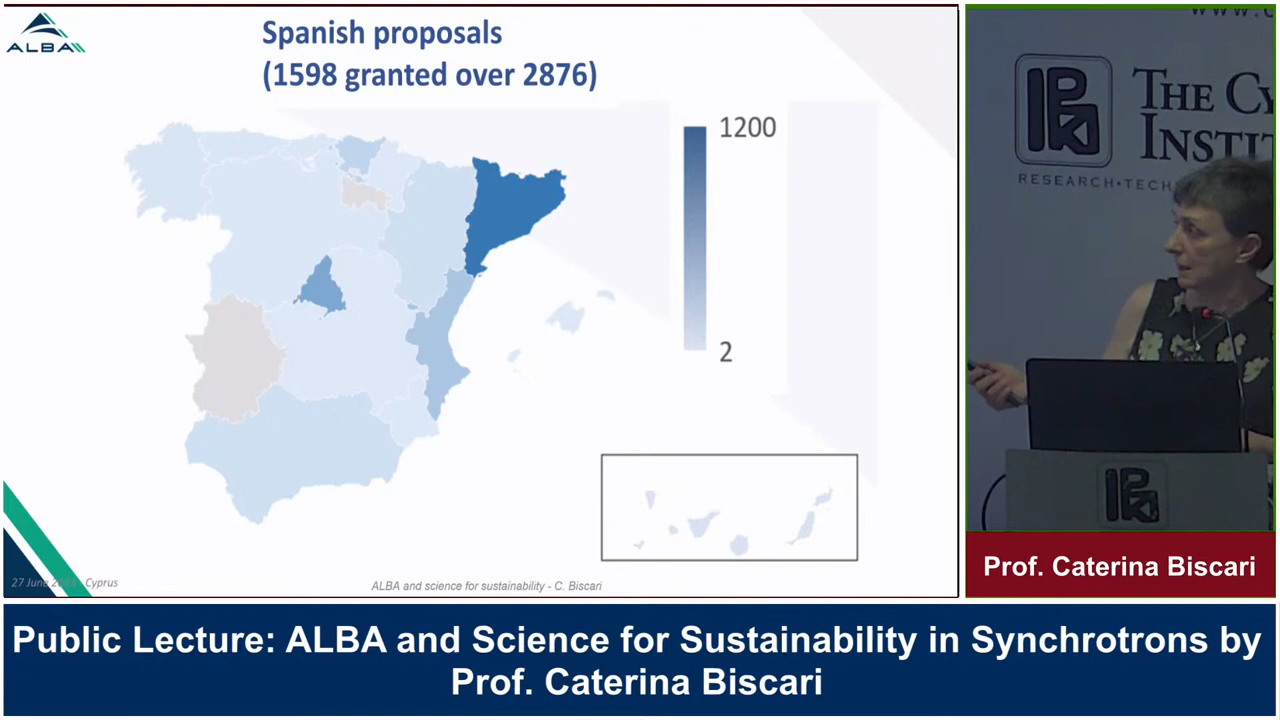 ALBA
Spanish proposals
(1598 granted over 2876)
1200
2
27 June Cyprus
ALBA and science for sustainability - C. Biscari
www.
THE CY
INSTIT
RESEARCH•TECH
Prof. Caterina Biscari
Public Lecture: ALBA and Science for Sustainability in Synchrotrons by
Prof. Caterina Biscari